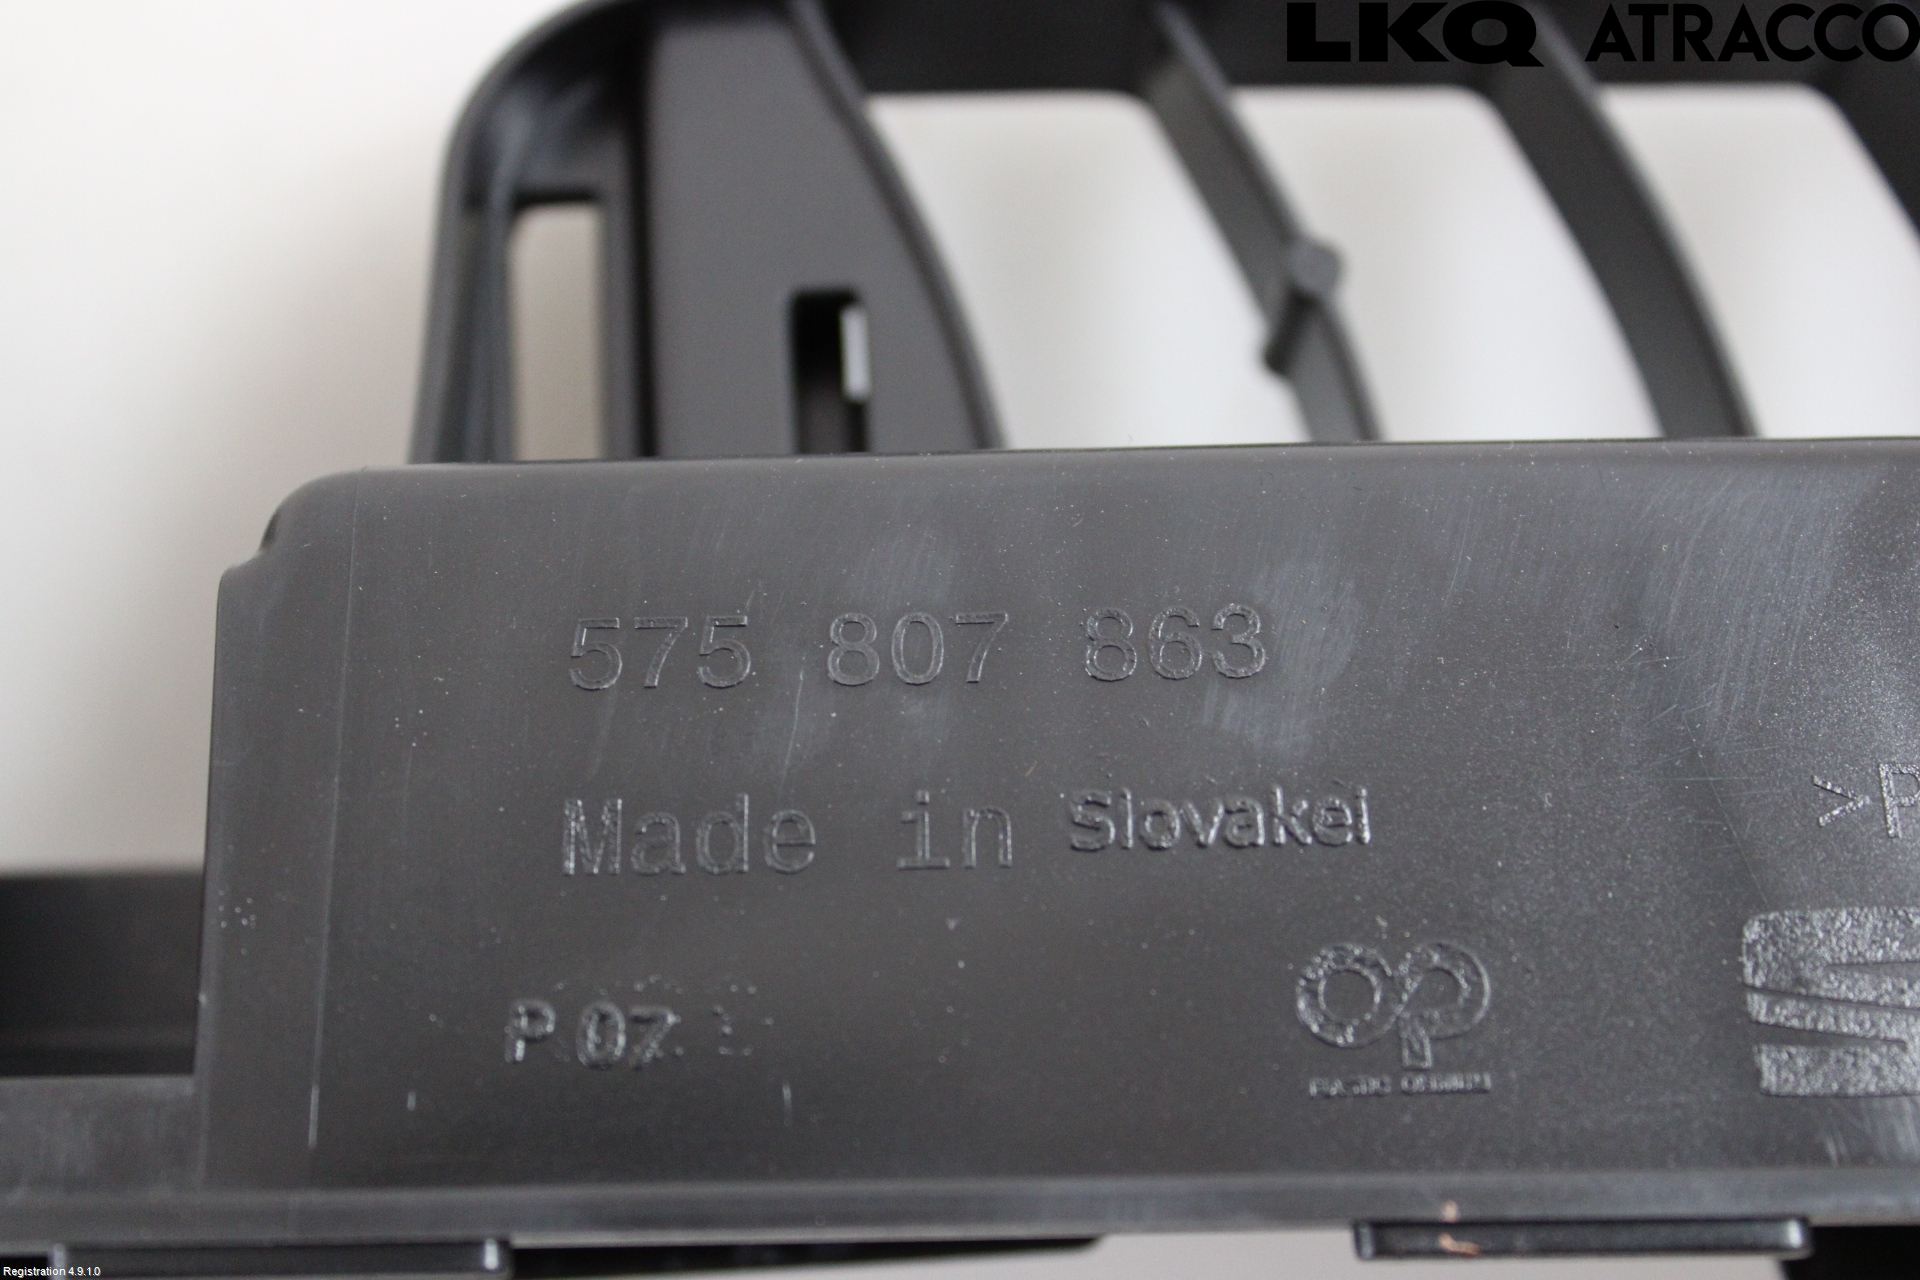 LKQ ATRACCO
575 807 863
Made in Slovakei
>P
P 07
Registration 4.9.1.0